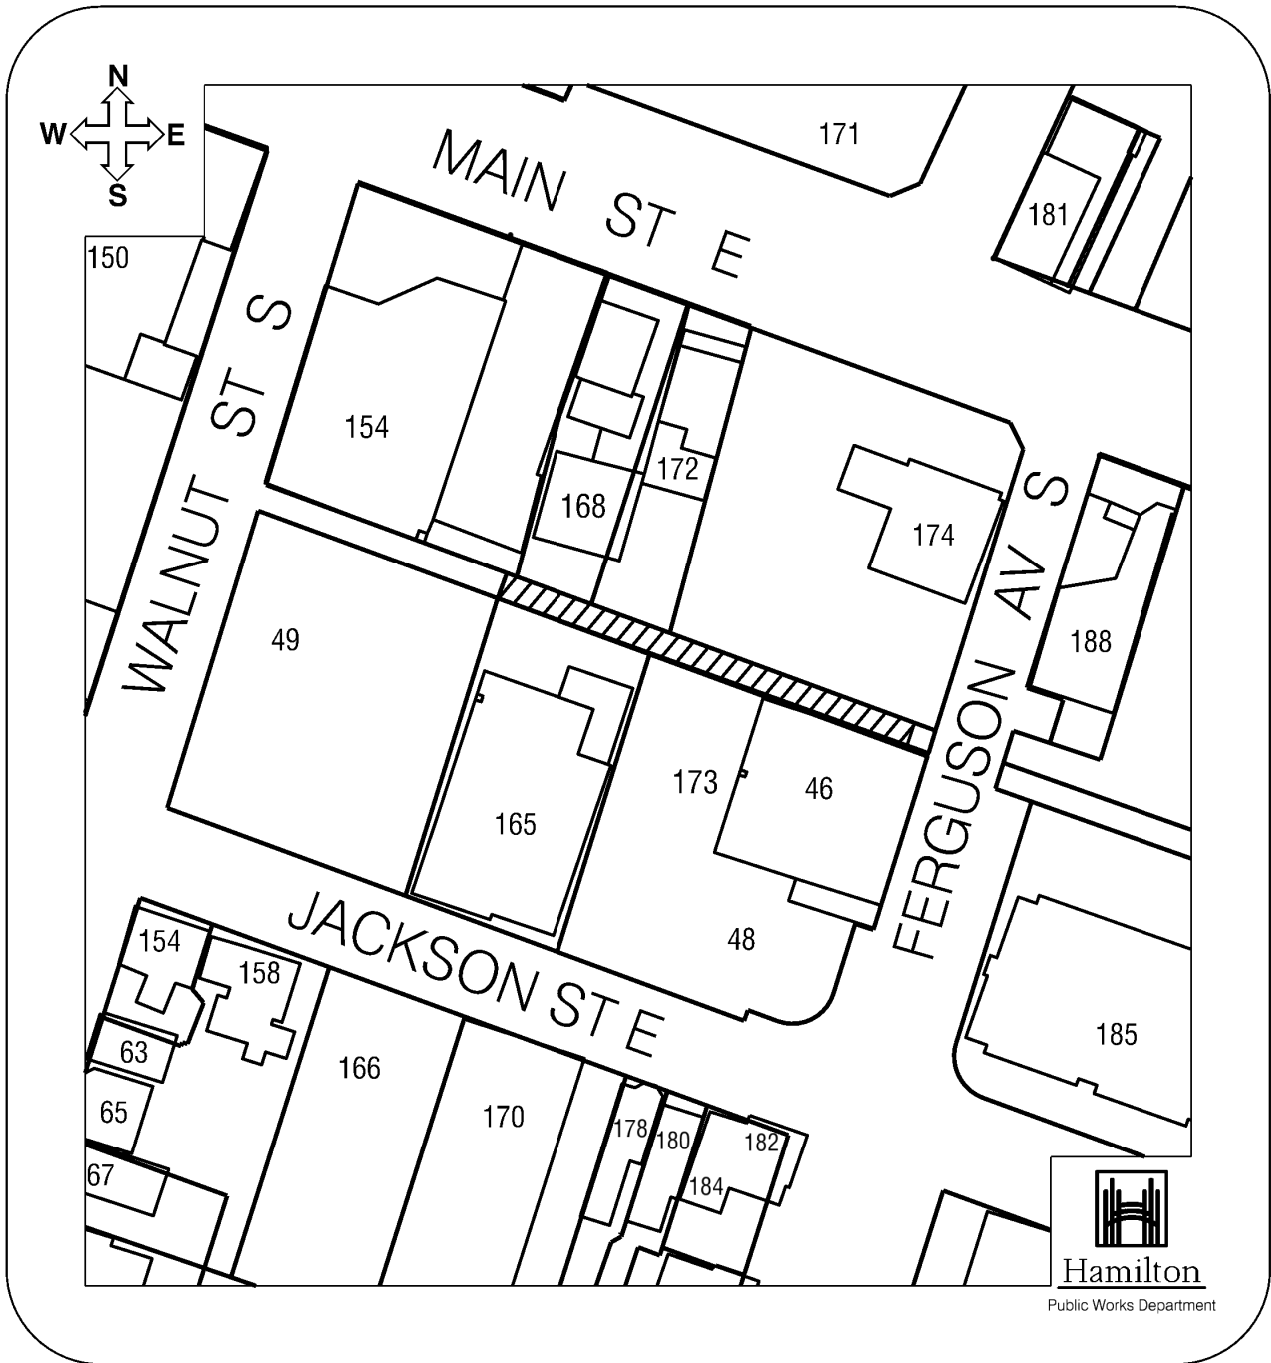 N
W E
S
150
171
181
MAIN ST E
WALNUT ST S
154
168
172
174
FERGUSON AV S
188
49
165
173
46
48
185
JACKSON ST E
154
158
63
65
67
166
170
178
180
182
184
Hamilton
Public Works Department